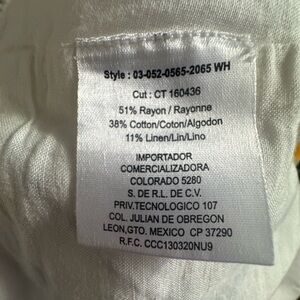 Style : 03-052-0565-2065 WH
Cut : CT 160436
51% Rayon / Rayonne
38% Cotton/Coton/Algodon
11% Linen/Lin/Lino
IMPORTADOR
COMERCIALIZADORA
COLORADO 5280
S. DE R.L. DE C.V.
PRIV.TECNOLOGICO 107
COL. JULIAN DE OBREGON
LEON,GTO. MEXICO CP 37290
R.F.C. CCC130320NU9